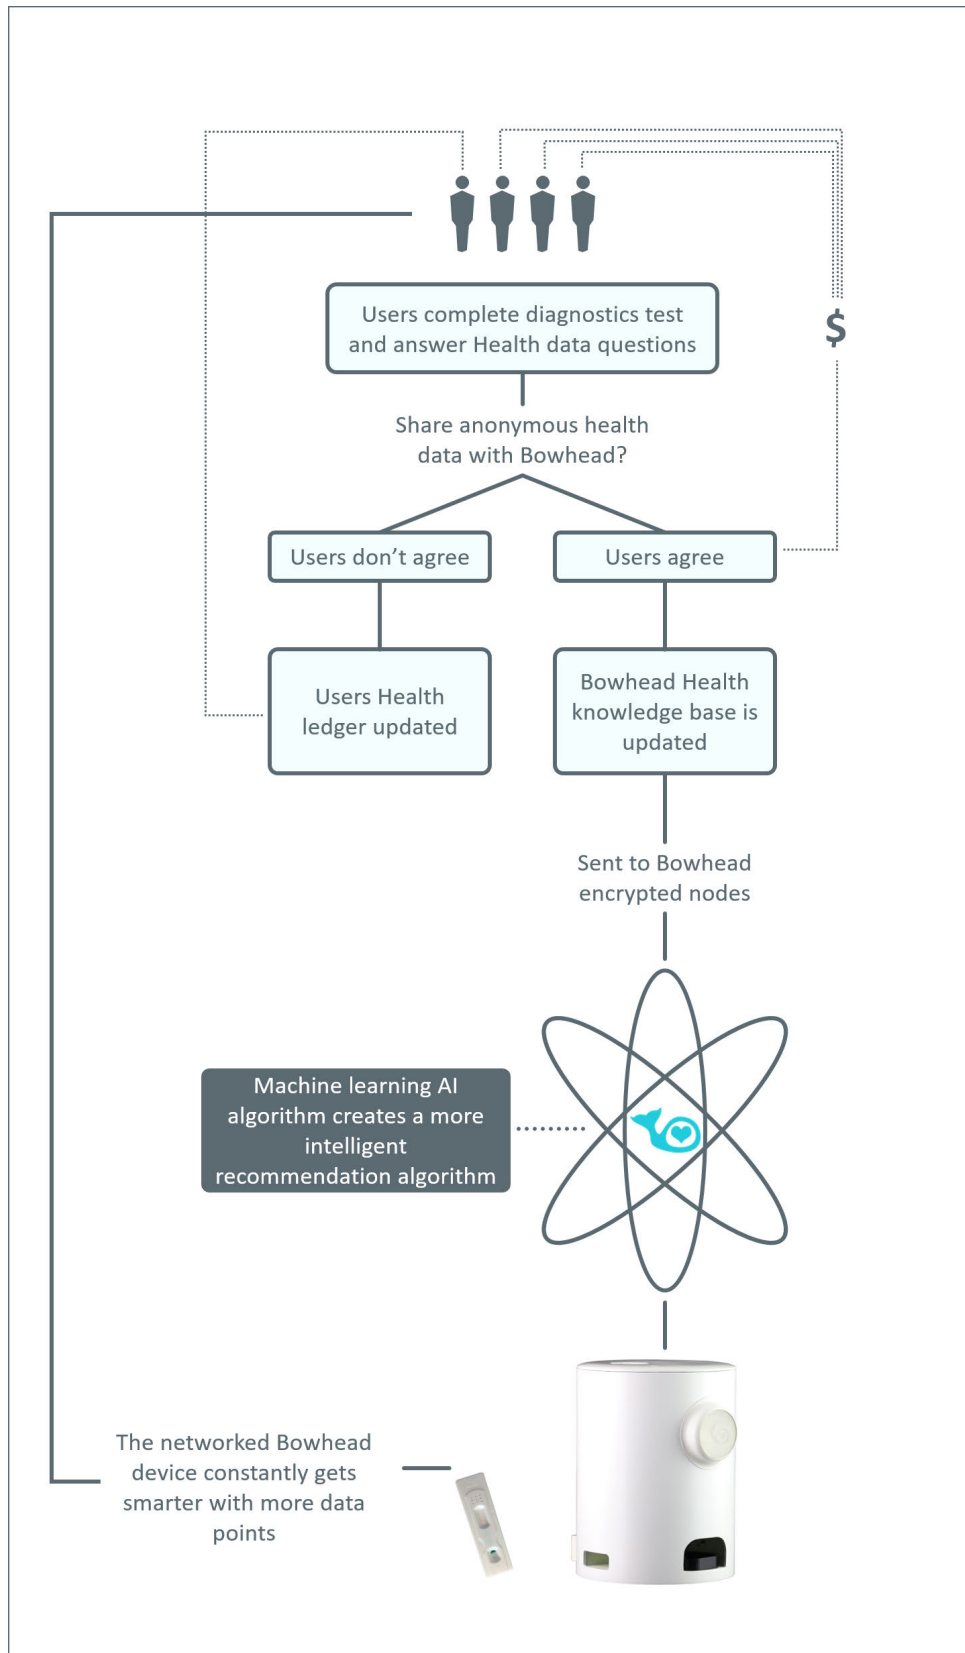 $
Users complete diagnostics test
and answer Health data questions
Share anonymous health
data with Bowhead?
Users don't agree
Users agree
Users Health
ledger updated
Bowhead Health
knowledge base is
updated
Sent to Bowhead
encrypted nodes
Machine learning AI
algorithm creates a more
intelligent
recommendation algorithm
The networked Bowhead
device constantly gets
smarter with more data
points